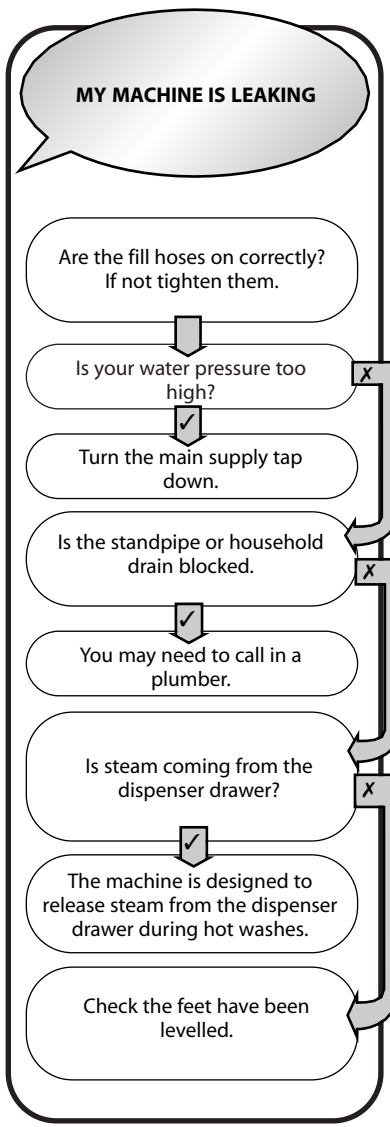 MY MACHINE IS LEAKING
Are the fill hoses on correctly?
If not tighten them.
Is your water pressure too
high?
✗
✓
Turn the main supply tap
down.
Is the standpipe or household
drain blocked.
✗
✓
You may need to call in a
plumber.
Is steam coming from the
dispenser drawer?
✗
✓
The machine is designed to
release steam from the dispenser
drawer during hot washes.
Check the feet have been
levelled.